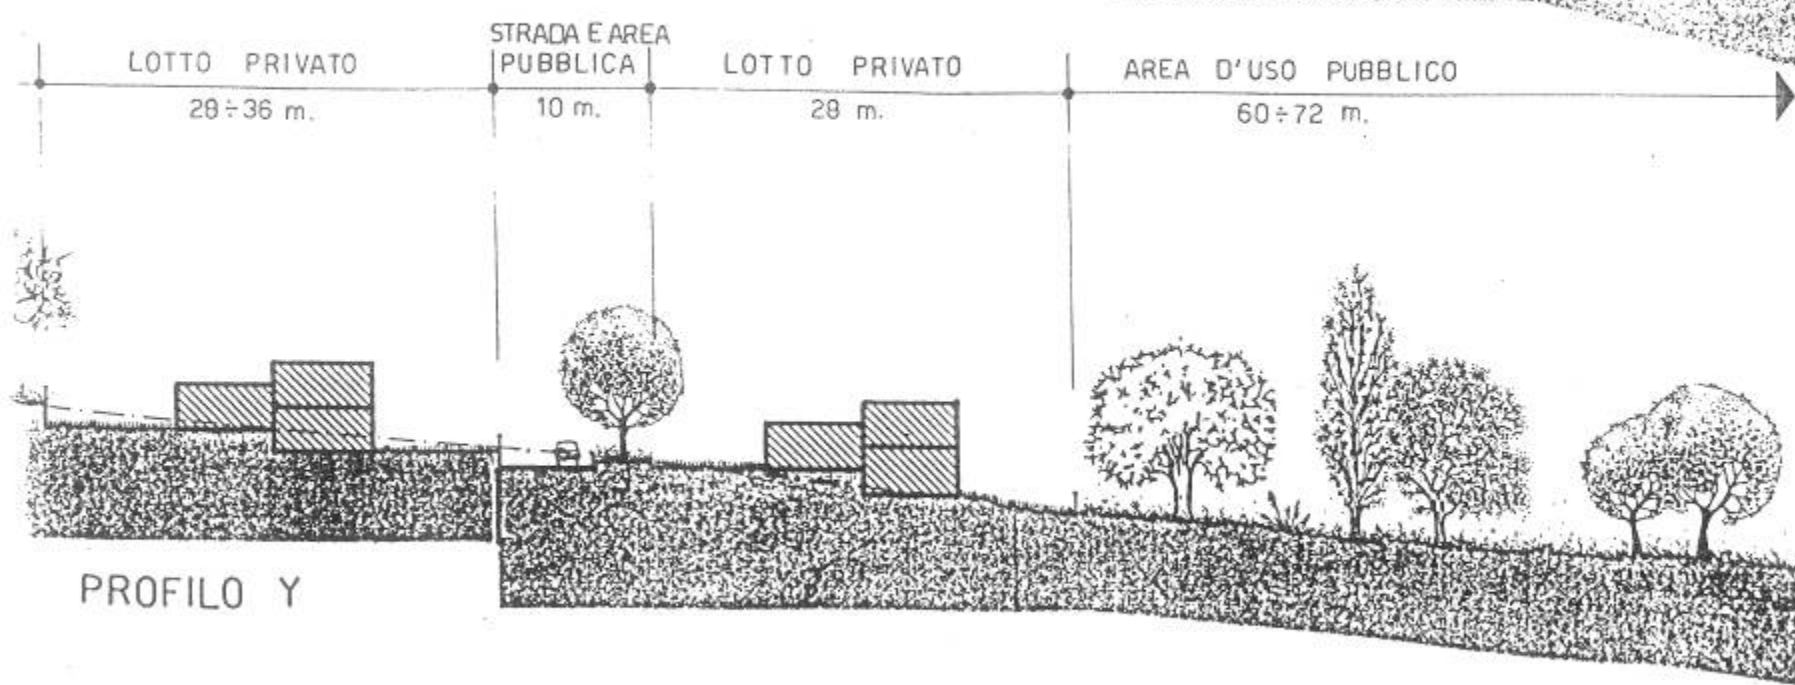 STRADA E AREA
LOTTO PRIVATO PUBBLICA LOTTO PRIVATO AREA D'USO PUBBLICO
28÷36 m. 10 m. 28 m. 60÷72 m.
PROFILO Y